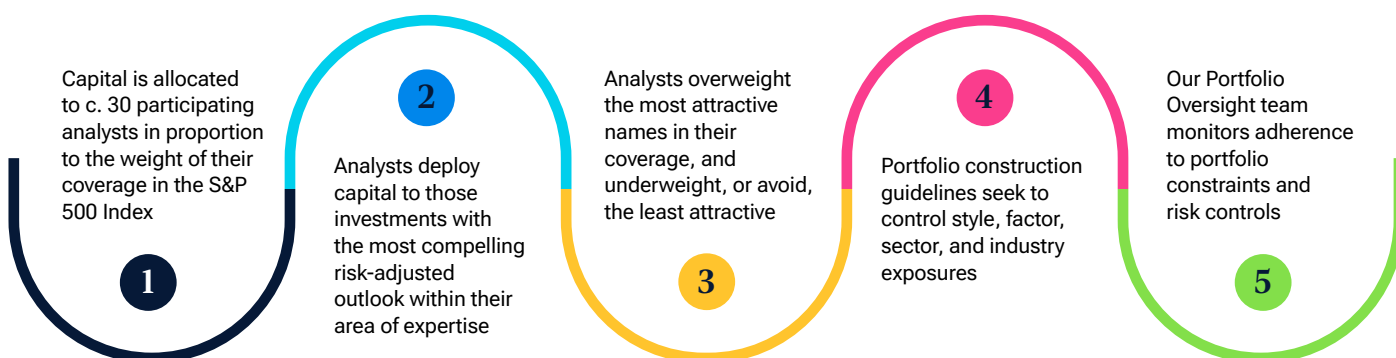 Capital is allocated
to c. 30 participating
analysts in proportion
to the weight of their
coverage in the S&P
500 Index
1
2
Analysts deploy
capital to those
investments with
the most compelling
risk-adjusted
outlook within their
area of expertise
Analysts overweight
the most attractive
names in their
coverage, and
underweight, or avoid,
the least attractive
3
4
Portfolio construction
guidelines seek to
control style, factor,
sector, and industry
exposures
Our Portfolio
Oversight team
monitors adherence
to portfolio
constraints and
risk controls
5